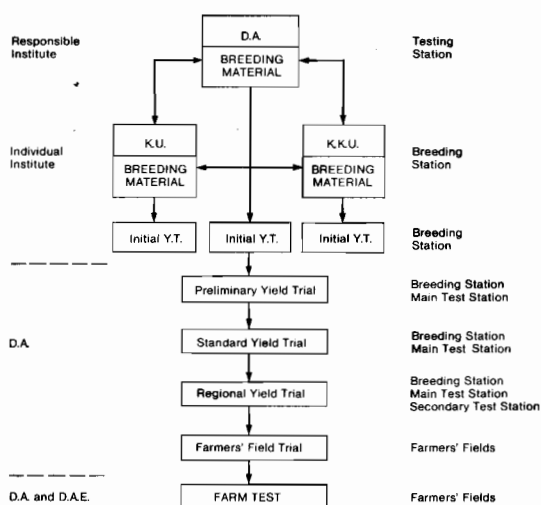 D.A.
Responsible
Institute
Testing
Station
BREEDING
MATERIAL
K.U.
K.K.U.
Individual
Institute
Breeding
Station
BREEDING
MATERIAL
BREEDING
MATERIAL
Initial Y.T.
Initial Y.T.
Initial Y.T.
Breeding
Station
Preliminary Yield Trial
Breeding Station
Main Test Station
D.A.
Standard Yield Trial
Breeding Station
Main Test Station
Regional Yield Trial
Breeding Station
Main Test Station
Secondary Test Station
Farmers' Field Trial
Farmers' Fields
D.A. and D.A.E.
FARM TEST
Farmers' Fields